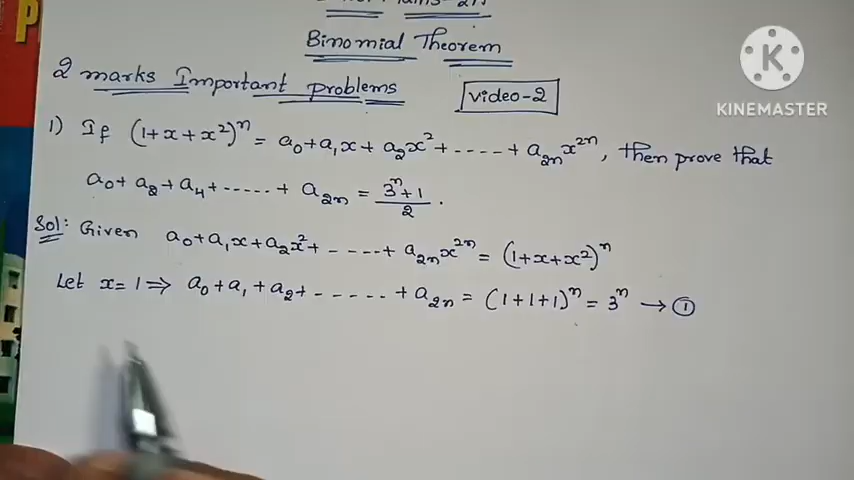 P
Binomial Theorem
2 marks Important problems
video-2
KINEMASTER
1) If (1+x+x²)ⁿ = a₀+a₁x+a₂x²+-----+a₂ₙx²ⁿ, then prove that
a₀+a₂+a₄+-----+a₂ₙ = (3ⁿ+1)/2.
Sol: Given a₀+a₁x+a₂x²+-----+a₂ₙx²ⁿ = (1+x+x²)ⁿ
Let x=1 ⇒ a₀+a₁+a₂+------+a₂ₙ = (1+1+1)ⁿ = 3ⁿ → ①